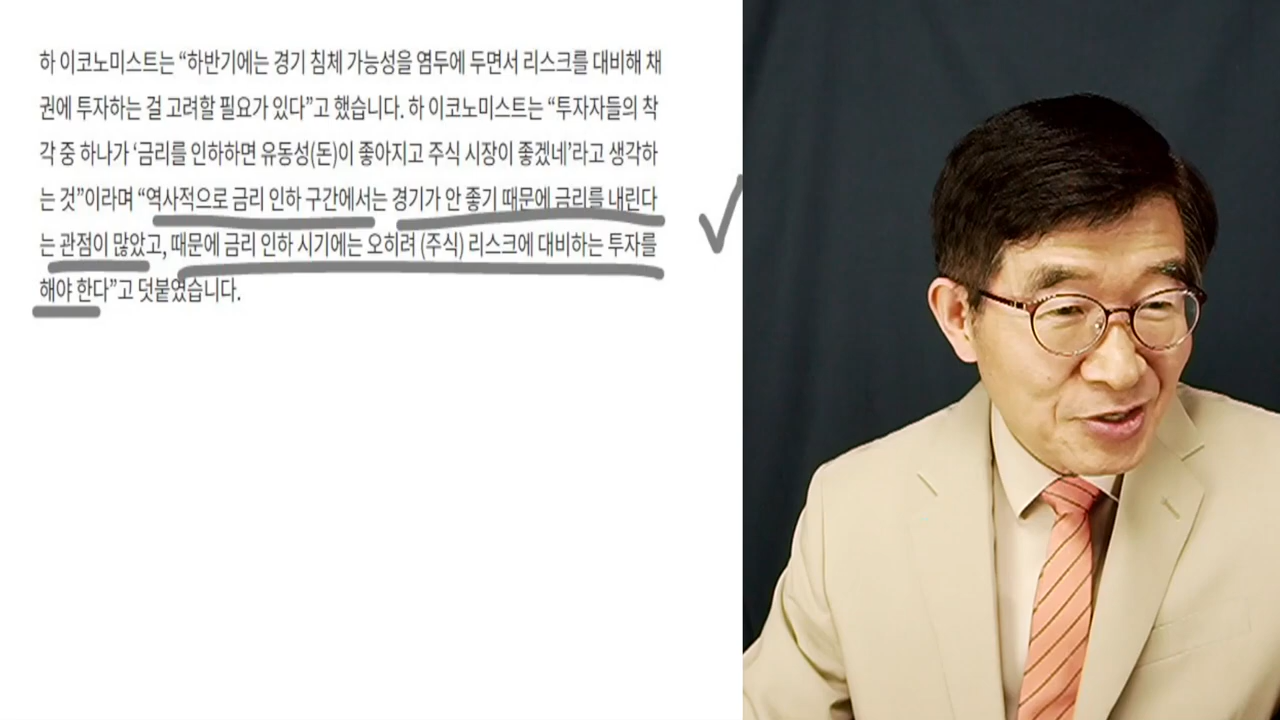 하 이코노미스트는 “하반기에는 경기 침체 가능성을 염두에 두면서 리스크를 대비해 채
권에 투자하는 걸 고려할 필요가 있다”고 했습니다. 하 이코노미스트는 “투자자들의 착
각 중 하나가 ‘금리를 인하하면 유동성(돈)이 좋아지고 주식 시장이 좋겠네’라고 생각하
는 것”이라며 “역사적으로 금리 인하 구간에서는 경기가 안 좋기 때문에 금리를 내린다
는 관점이 많았고, 때문에 금리 인하 시기에는 오히려 (주식) 리스크에 대비하는 투자를
해야 한다”고 덧붙였습니다.